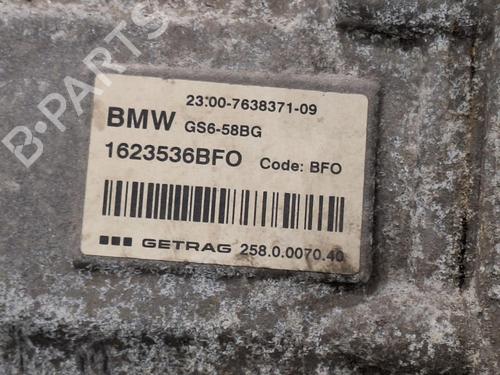 B-PARTS
23:00-7638371-09
BMW GS6-58BG
1623536BFO Code: BFO
GETRAG 258.0.0070.40